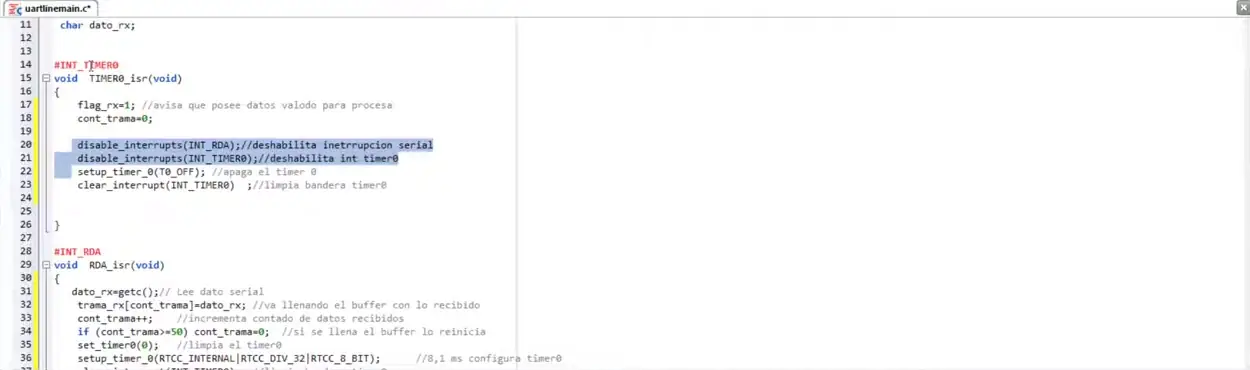 uartlinemain.c*
11 char dato_rx;
12
13
14 #INT_TIMER0
15 void TIMER0_isr(void)
16 {
17 flag_rx=1; //avisa que posee datos valodo para procesa
18 cont_trama=0;
19
20 disable_interrupts(INT_RDA);//deshabilita inetrrupcion serial
21 disable_interrupts(INT_TIMER0);//deshabilita int timer0
22 setup_timer_0(T0_OFF); //apaga el timer 0
23 clear_interrupt(INT_TIMER0) ;//limpia bandera timer0
24
25
26 }
27
28 #INT_RDA
29 void RDA_isr(void)
30 {
31 dato_rx=getc();// Lee dato serial
32 trama_rx[cont_trama]=dato_rx; //va llenando el buffer con lo recibido
33 cont_trama++; //incrementa contado de datos recibidos
34 if (cont_trama>=50) cont_trama=0; //si se llena el buffer lo reinicia
35 set_timer0(0); //limpia el timer0
36 setup_timer_0(RTCC_INTERNAL|RTCC_DIV_32|RTCC_8_BIT); //8,1 ms configura timer0